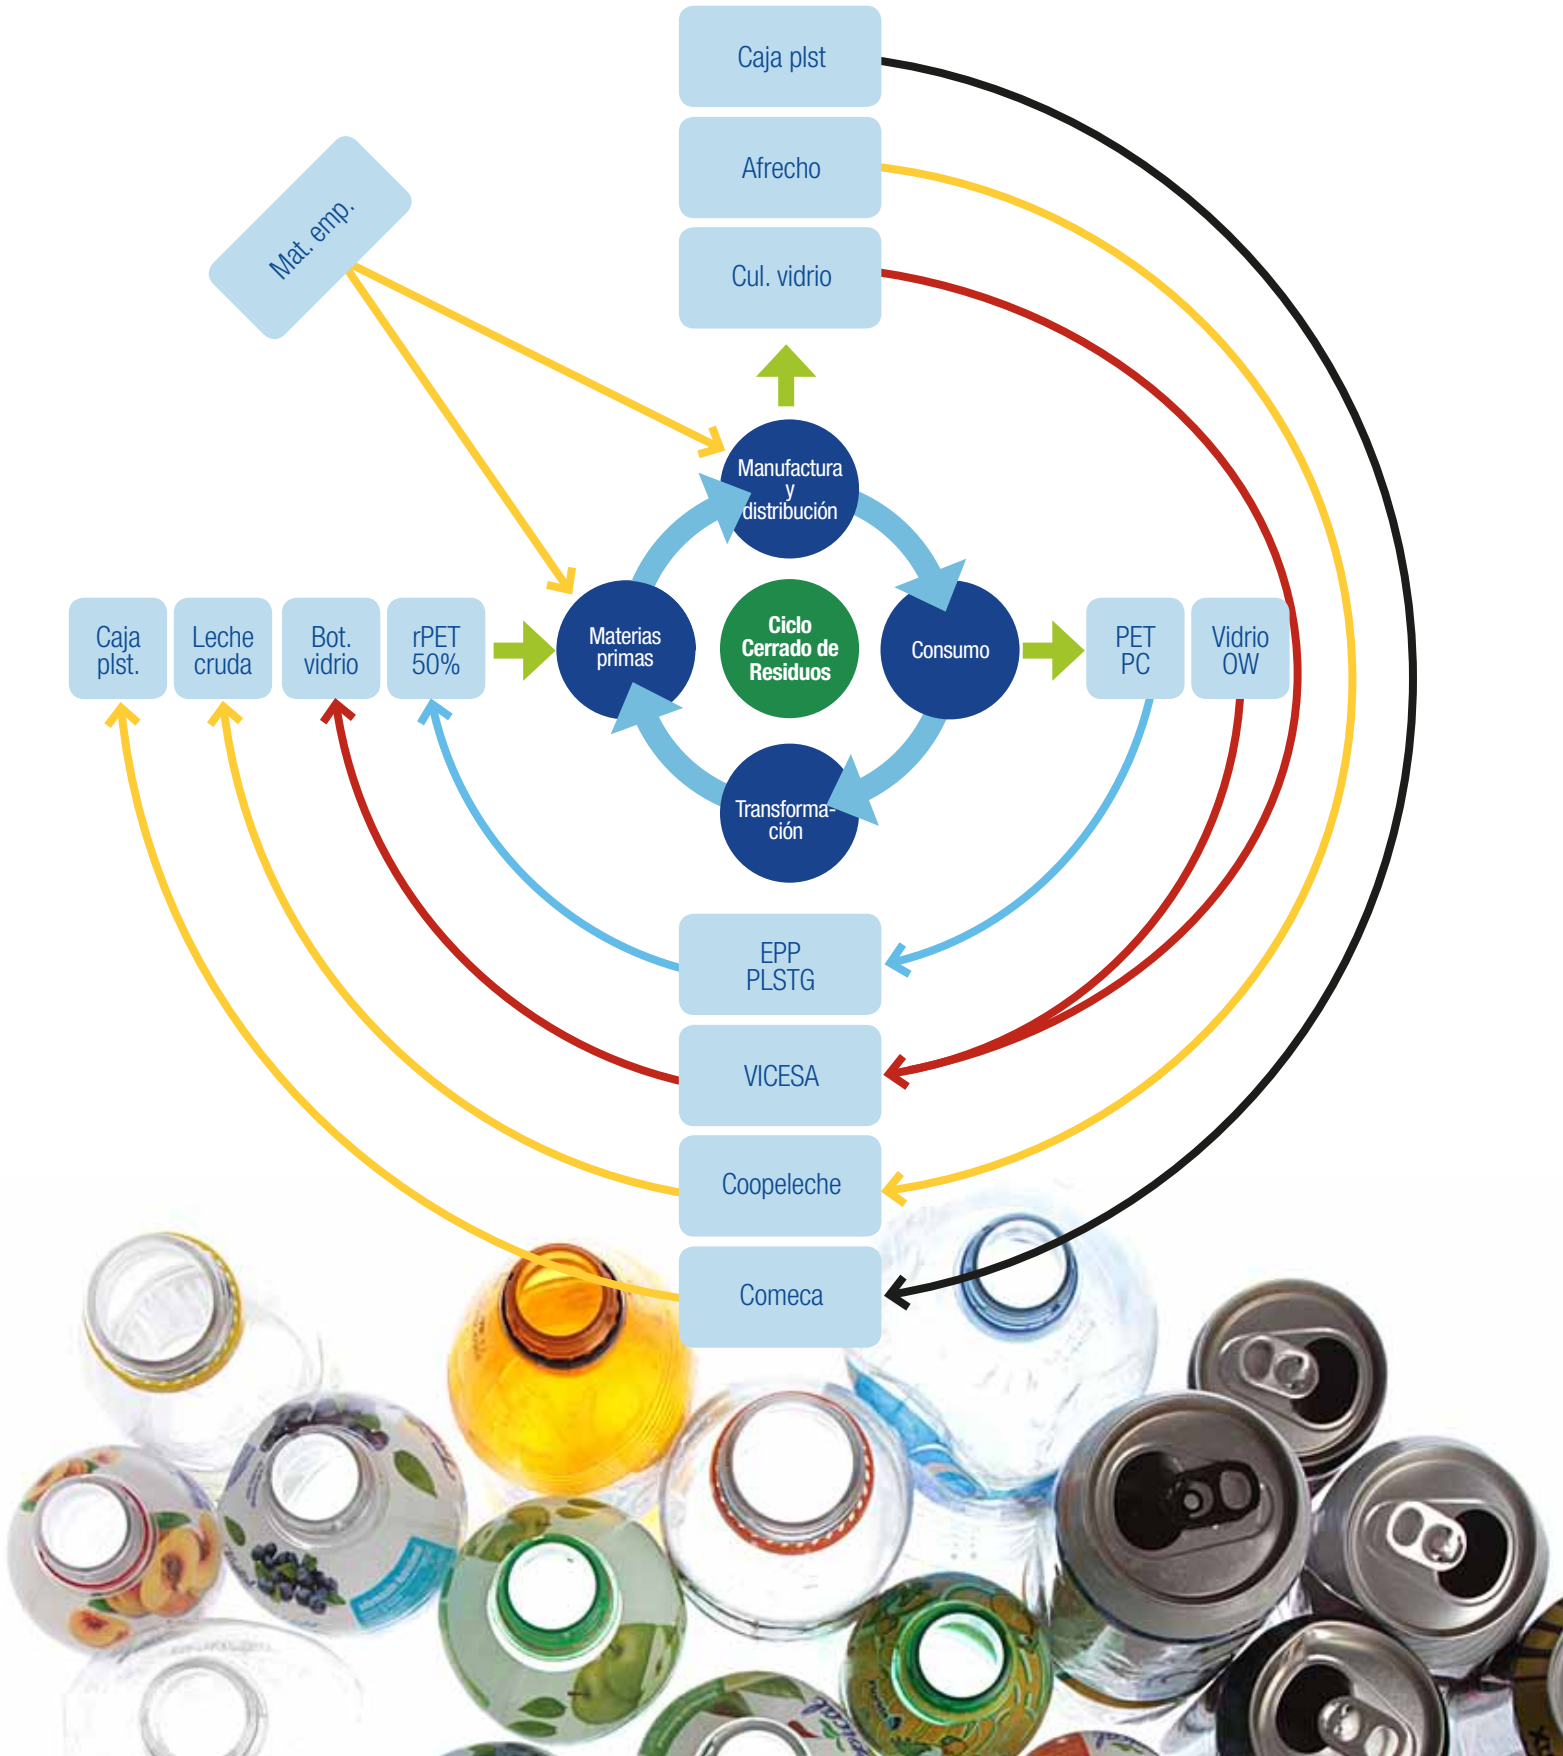 Caja plst
Afrecho
Cul. vidrio
Mat. emp.
Manufactura
y
distribución
Caja
plst.
Leche
cruda
Bot.
vidrio
rPET
50%
Materias
primas
Ciclo
Cerrado de
Residuos
Consumo
PET
PC
Vidrio
OW
Transforma-
ción
EPP
PLSTG
VICESA
Coopeleche
Comeca